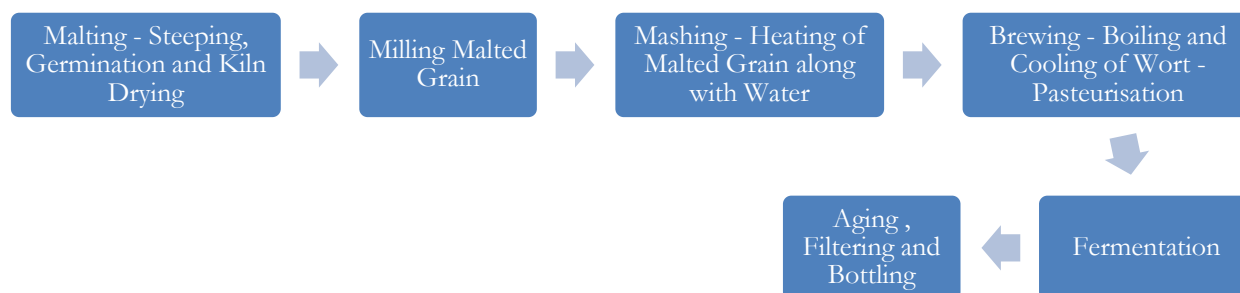 Malting - Steeping,
Germination and Kiln
Drying
Milling Malted
Grain
Mashing - Heating of
Malted Grain along
with Water
Brewing - Boiling and
Cooling of Wort -
Pasteurisation
Fermentation
Aging ,
Filtering and
Bottling